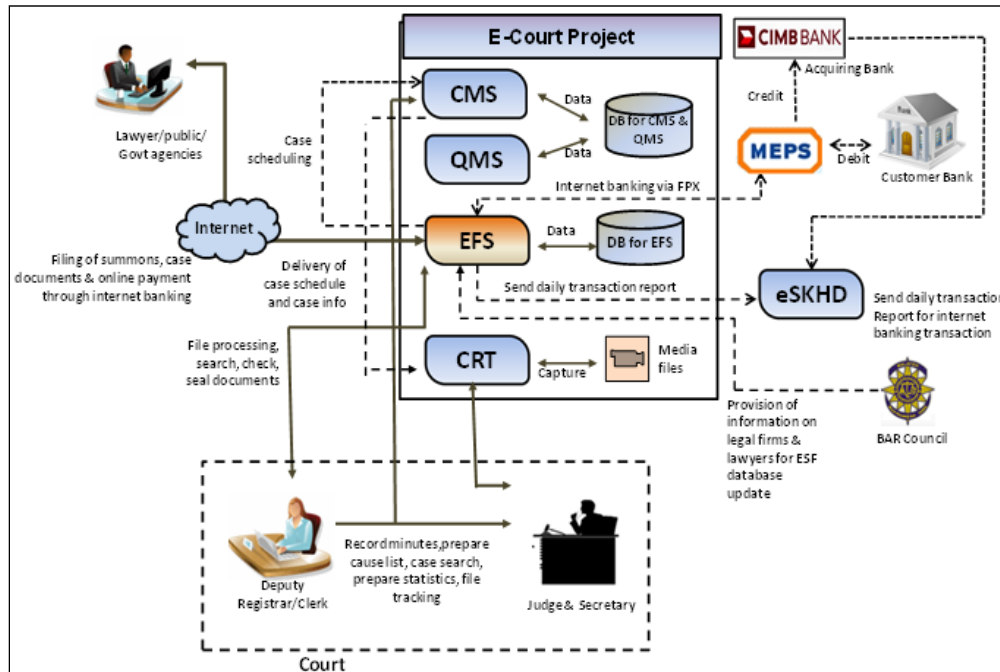 E-Court Project
CIMB BANK
Acquiring Bank
Lawyer/public/
Govt agencies
Case
scheduling
CMS
Data
DB for CMS &
QMS
Data
QMS
Credit
MEPS
Debit
Bank
Customer Bank
Internet banking via FPX
Internet
EFS
Data
DB for EFS
Filing of summons, case
documents & online payment
through internet banking
Delivery of
case schedule
and case info
Send daily transaction report
eSKHD
Send daily transaction
Report for internet
banking transaction
File processing,
search, check,
seal documents
CRT
Capture
Media
files
Provision of
information on
legal firms &
lawyers for ESF
database
update
BAR Council
Deputy
Registrar/Clerk
Record minutes,prepare
cause list, case search,
prepare statistics, file
tracking
Judge & Secretary
Court